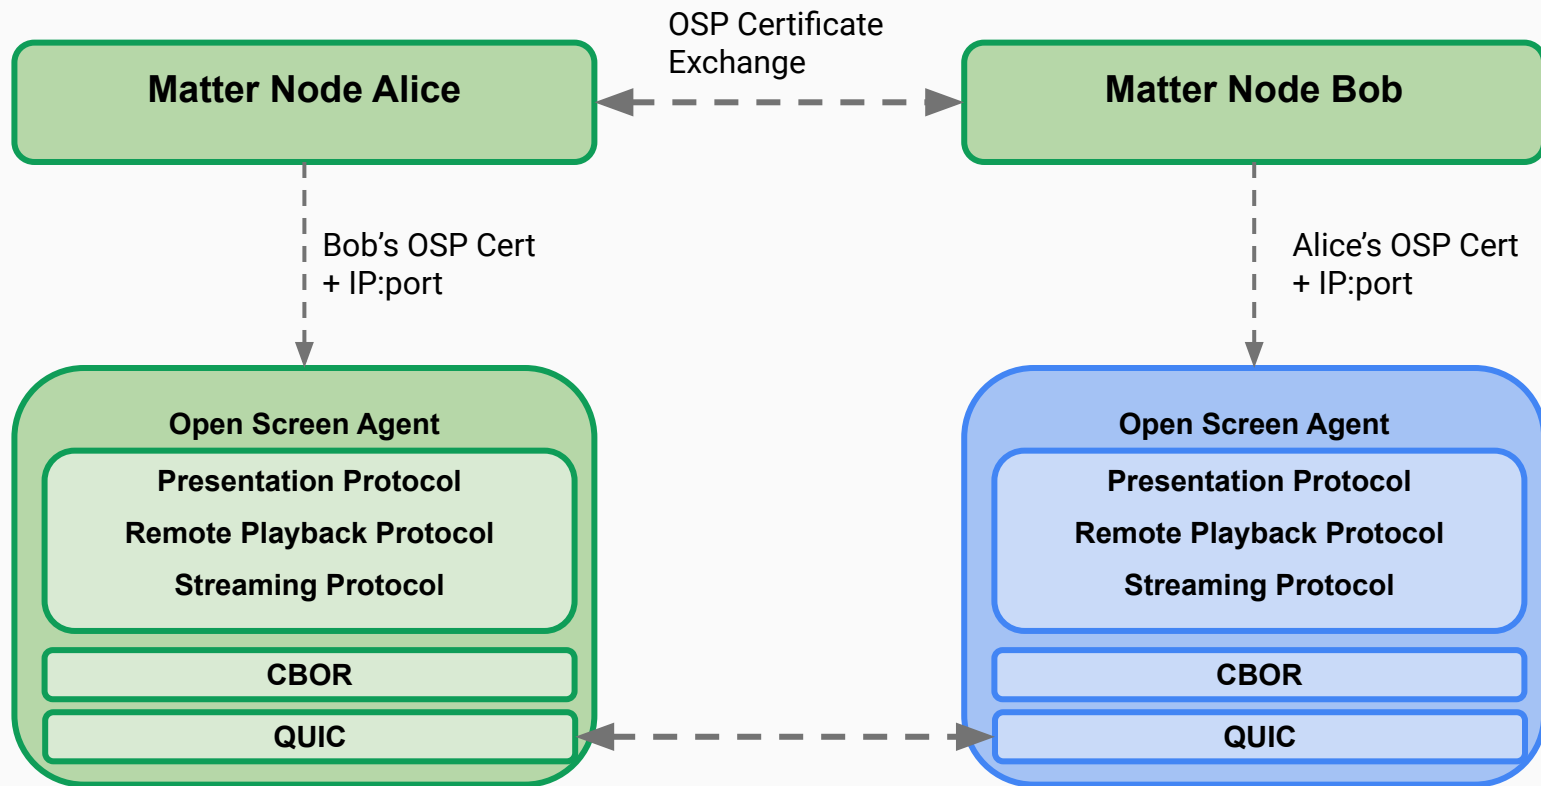 OSP Certificate
Exchange
Matter Node Alice
Matter Node Bob
Bob’s OSP Cert
+ IP:port
Alice’s OSP Cert
+ IP:port
Open Screen Agent
Presentation Protocol
Remote Playback Protocol
Streaming Protocol
CBOR
QUIC
Open Screen Agent
Presentation Protocol
Remote Playback Protocol
Streaming Protocol
CBOR
QUIC